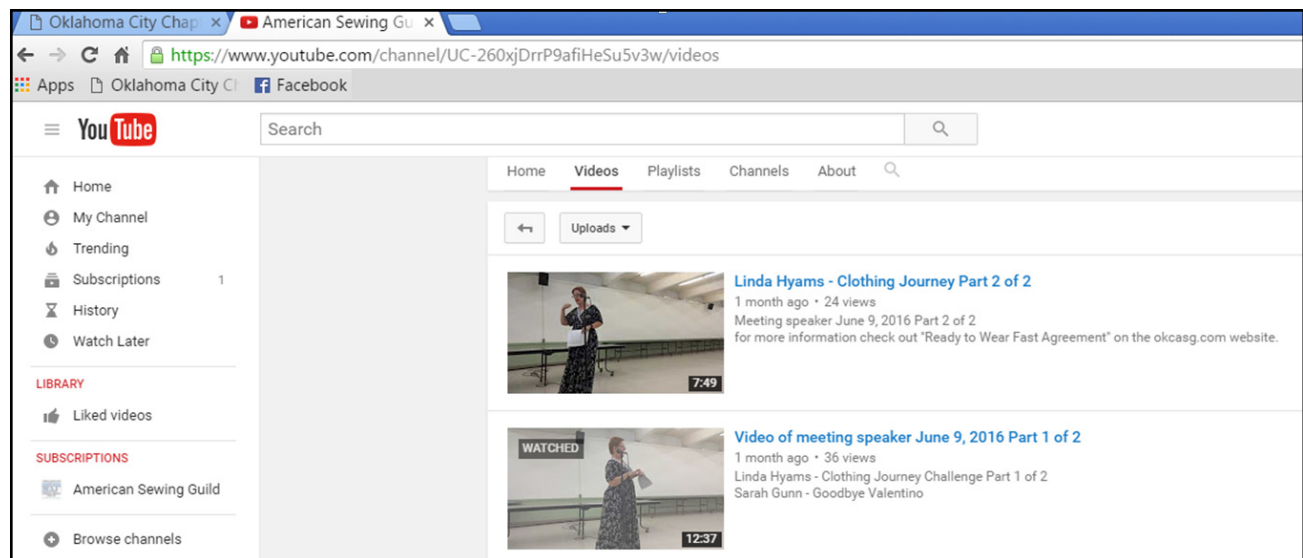 Oklahoma City Chap
American Sewing Gu
https://www.youtube.com/channel/UC-260xjDrrP9afiHeSu5v3w/videos
Apps Oklahoma City Ch Facebook
YouTube
Search
Home
My Channel
Trending
Subscriptions 1
History
Watch Later
LIBRARY
Liked videos
SUBSCRIPTIONS
American Sewing Guild
Browse channels
Home Videos Playlists Channels About
Uploads
7:49
Linda Hyams - Clothing Journey Part 2 of 2
1 month ago • 24 views
Meeting speaker June 9, 2016 Part 2 of 2
for more information check out "Ready to Wear Fast Agreement" on the okcasg.com website.
WATCHED
12:37
Video of meeting speaker June 9, 2016 Part 1 of 2
1 month ago • 36 views
Linda Hyams - Clothing Journey Challenge Part 1 of 2
Sarah Gunn - Goodbye Valentino